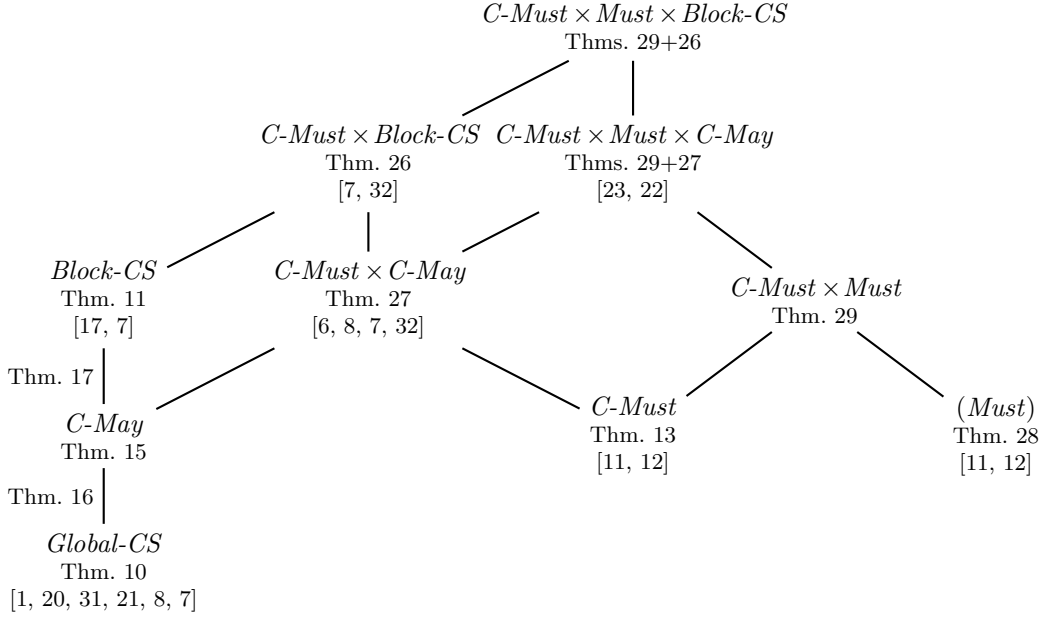 C-Must × Must × Block-CS
Thms. 29+26
C-Must × Block-CS
Thm. 26
[7, 32]
C-Must × Must × C-May
Thms. 29+27
[23, 22]
Block-CS
Thm. 11
[17, 7]
C-Must × C-May
Thm. 27
[6, 8, 7, 32]
C-Must × Must
Thm. 29
Thm. 17
C-May
Thm. 15
C-Must
Thm. 13
[11, 12]
(Must)
Thm. 28
[11, 12]
Thm. 16
Global-CS
Thm. 10
[1, 20, 31, 21, 8, 7]